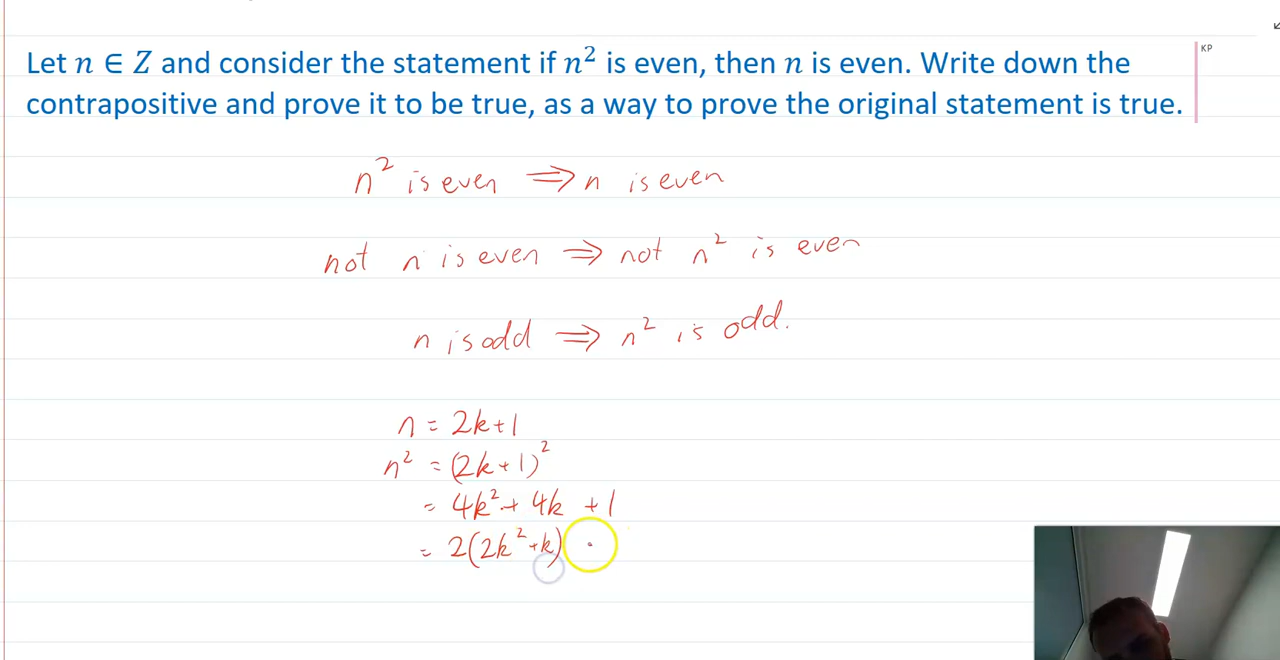 Let n ∈ Z and consider the statement if n² is even, then n is even. Write down the
contrapositive and prove it to be true, as a way to prove the original statement is true.
KP
n² is even ⟹ n is even
not n is even ⟹ not n² is even
n is odd ⟹ n² is odd.
n = 2k+1
n² = (2k+1)²
= 4k² + 4k + 1
= 2(2k²+k)